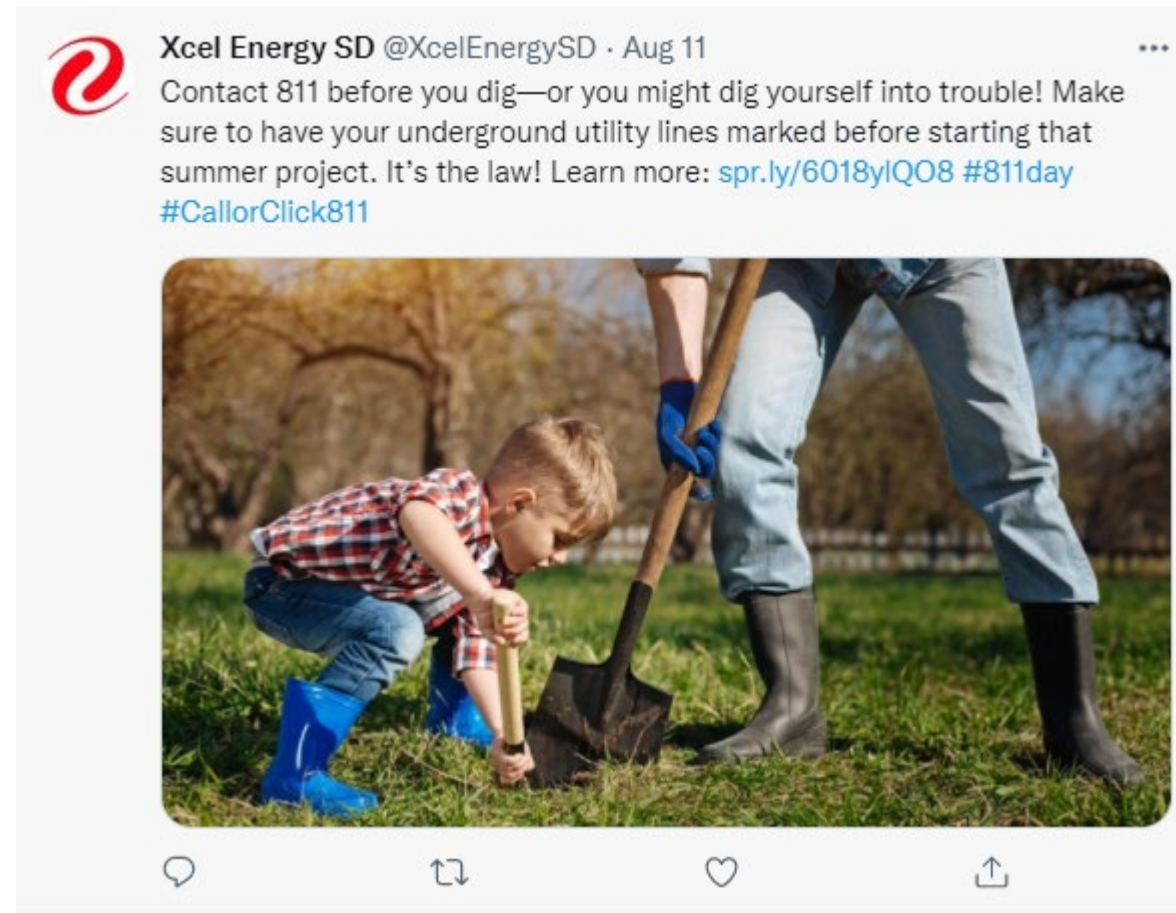 Xcel Energy SD @XcelEnergySD · Aug 11
Contact 811 before you dig—or you might dig yourself into trouble! Make
sure to have your underground utility lines marked before starting that
summer project. It’s the law! Learn more: spr.ly/6018ylQO8 #811day
#CallorClick811